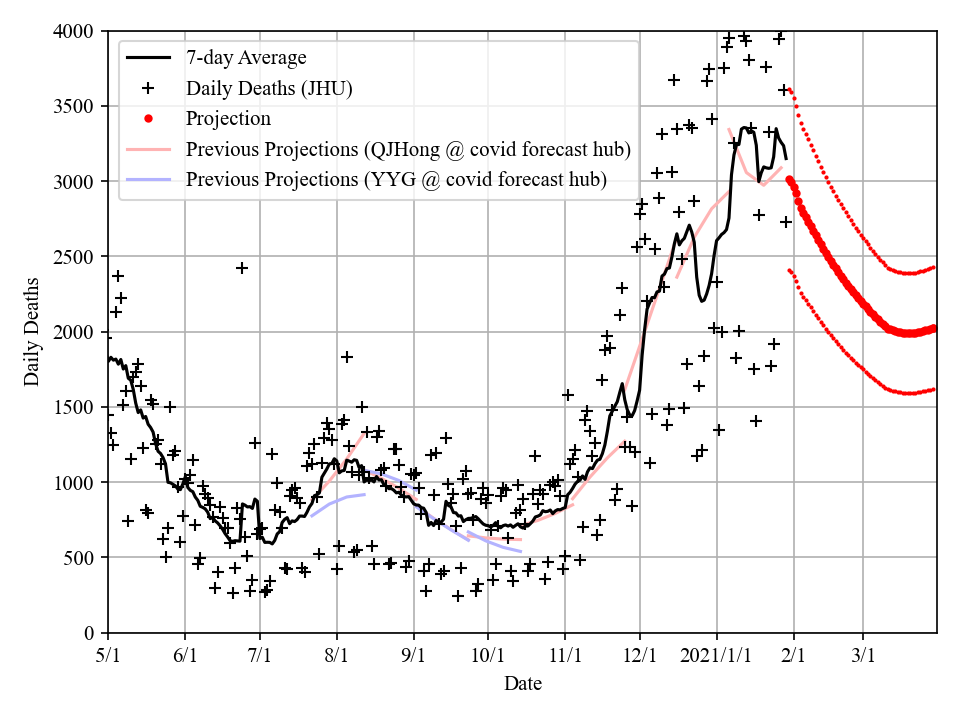 4000
3500
3000
2500
2000
1500
1000
500
0
Daily Deaths
7-day Average
Daily Deaths (JHU)
Projection
Previous Projections (QJHong @ covid forecast hub)
Previous Projections (YYG @ covid forecast hub)
5/1 6/1 7/1 8/1 9/1 10/1 11/1 12/1 2021/1/1 2/1 3/1
Date